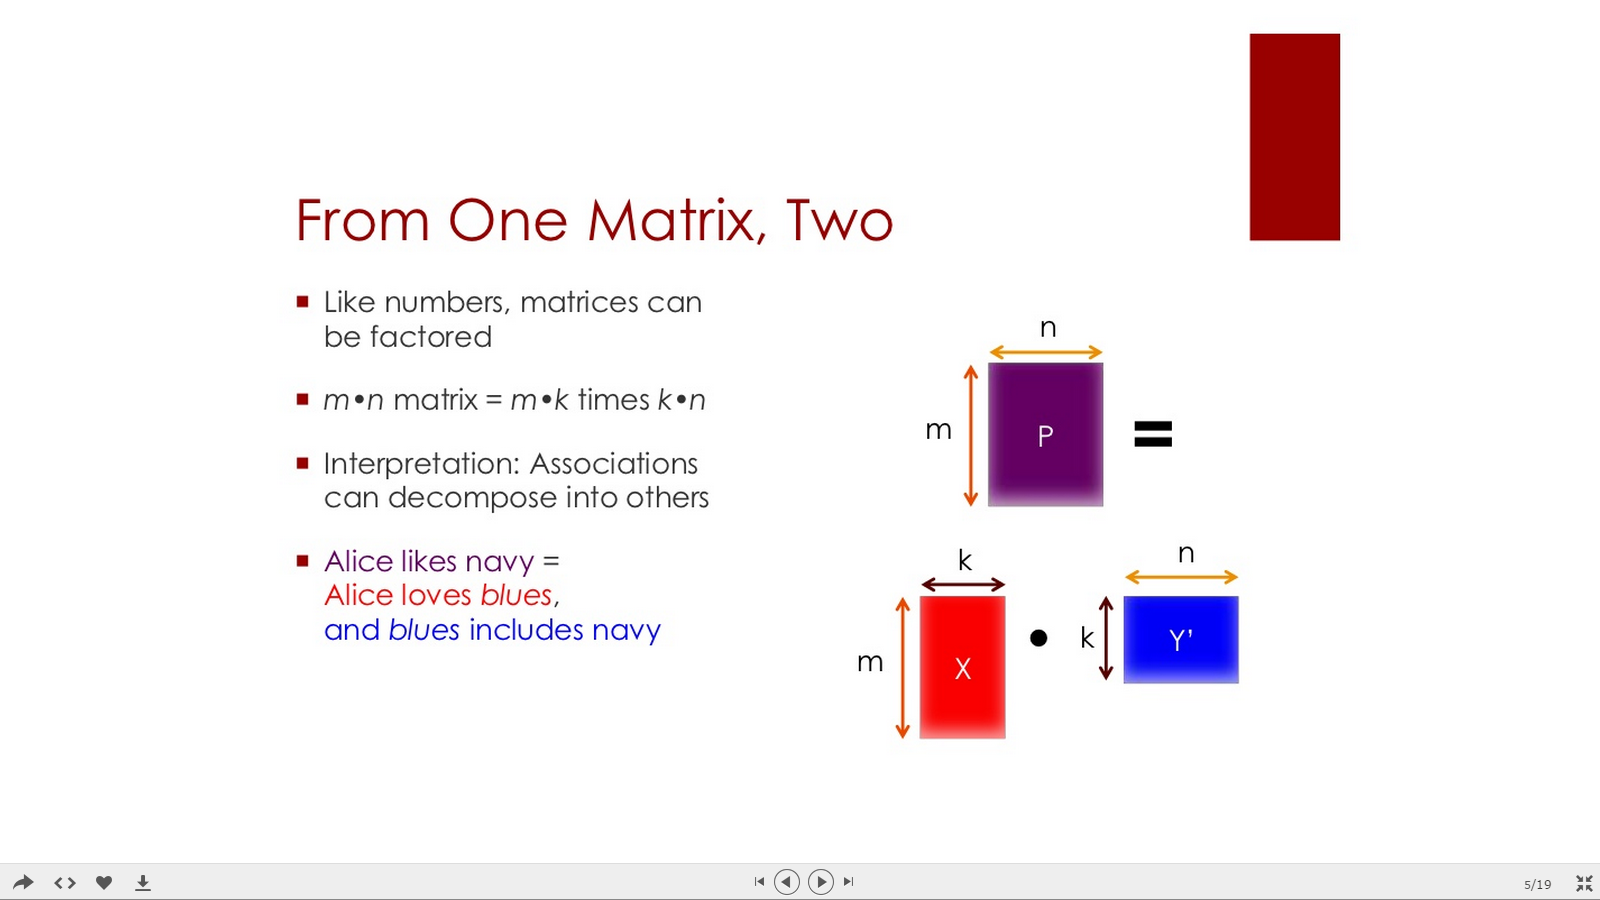 From One Matrix, Two
Like numbers, matrices can
be factored
m•n matrix = m•k times k•n
Interpretation: Associations
can decompose into others
Alice likes navy =
Alice loves blues,
and blues includes navy
n
m
P
=
k
n
m
X
•
k
Y’
5/19